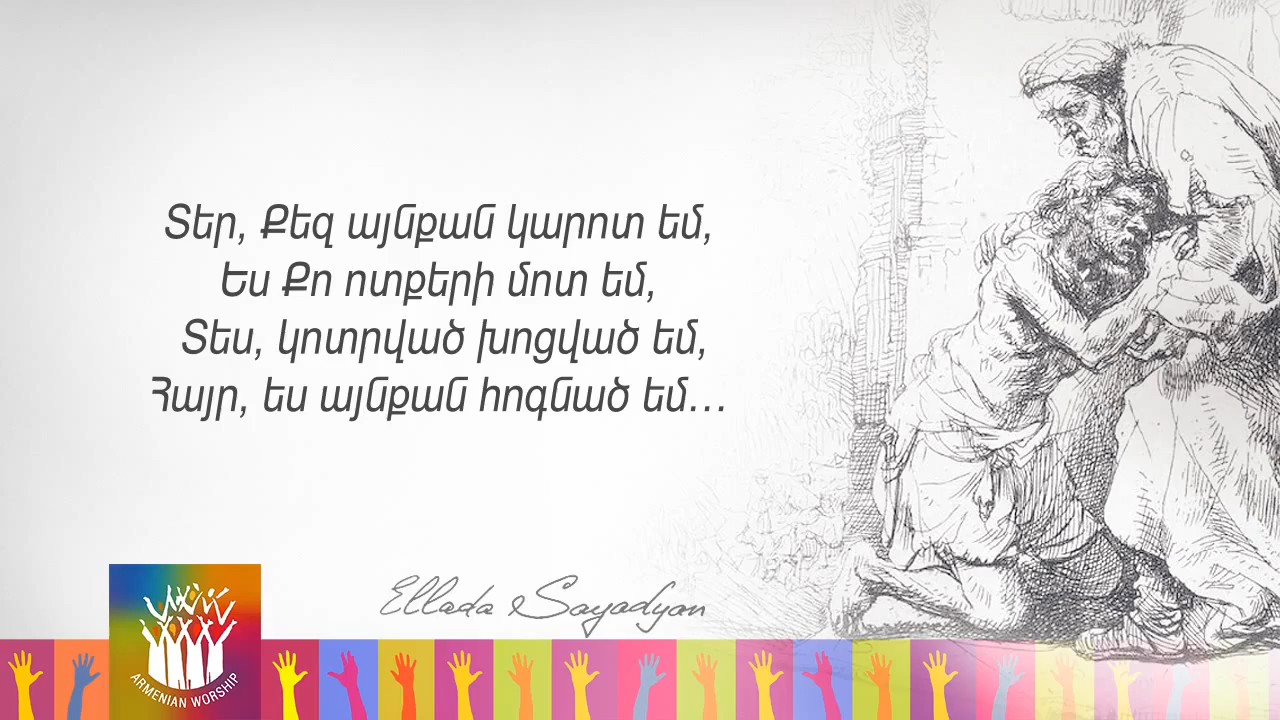 Տեր, Քեզ այնքան կարոտ եմ,
Ես Քո ոտքերի մոտ եմ,
Տես, կոտրված խոցված եմ,
Հայր, ես այնքան հոգնած եմ...
Ellada Sayadyan
ARMENIAN WORSHIP